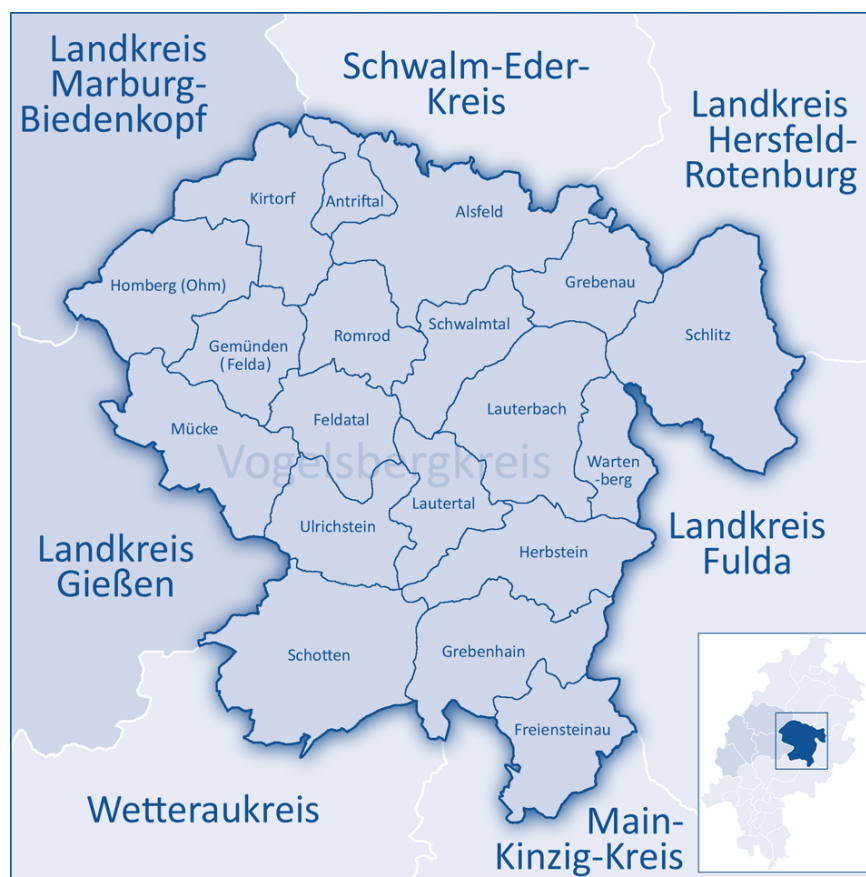 Landkreis
Marburg-
Biedenkopf
Schwalm-Eder-
Kreis
Landkreis
Hersfeld-
Rotenburg
Kirtorf
Antriftal
Alsfeld
Homberg (Ohm)
Grebenau
Gemünden
(Felda)
Romrod
Schwalmtal
Schlitz
Mücke
Feldatal
Lauterbach
Vogelsbergkreis
Warten
-berg
Ulrichstein
Lautertal
Herbstein
Landkreis
Gießen
Landkreis
Fulda
Schotten
Grebenhain
Freiensteinau
Wetteraukreis
Main-
Kinzig-Kreis